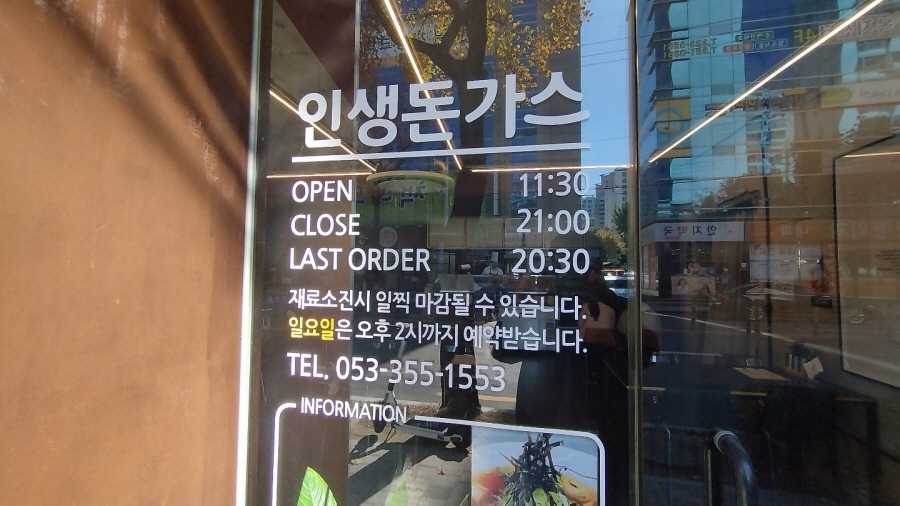 인생돈가스
OPEN 11:30
CLOSE 21:00
LAST ORDER 20:30
재료소진시 일찍 마감될 수 있습니다.
일요일은 오후 2시까지 예약받습니다.
TEL. 053-355-1553
INFORMATION